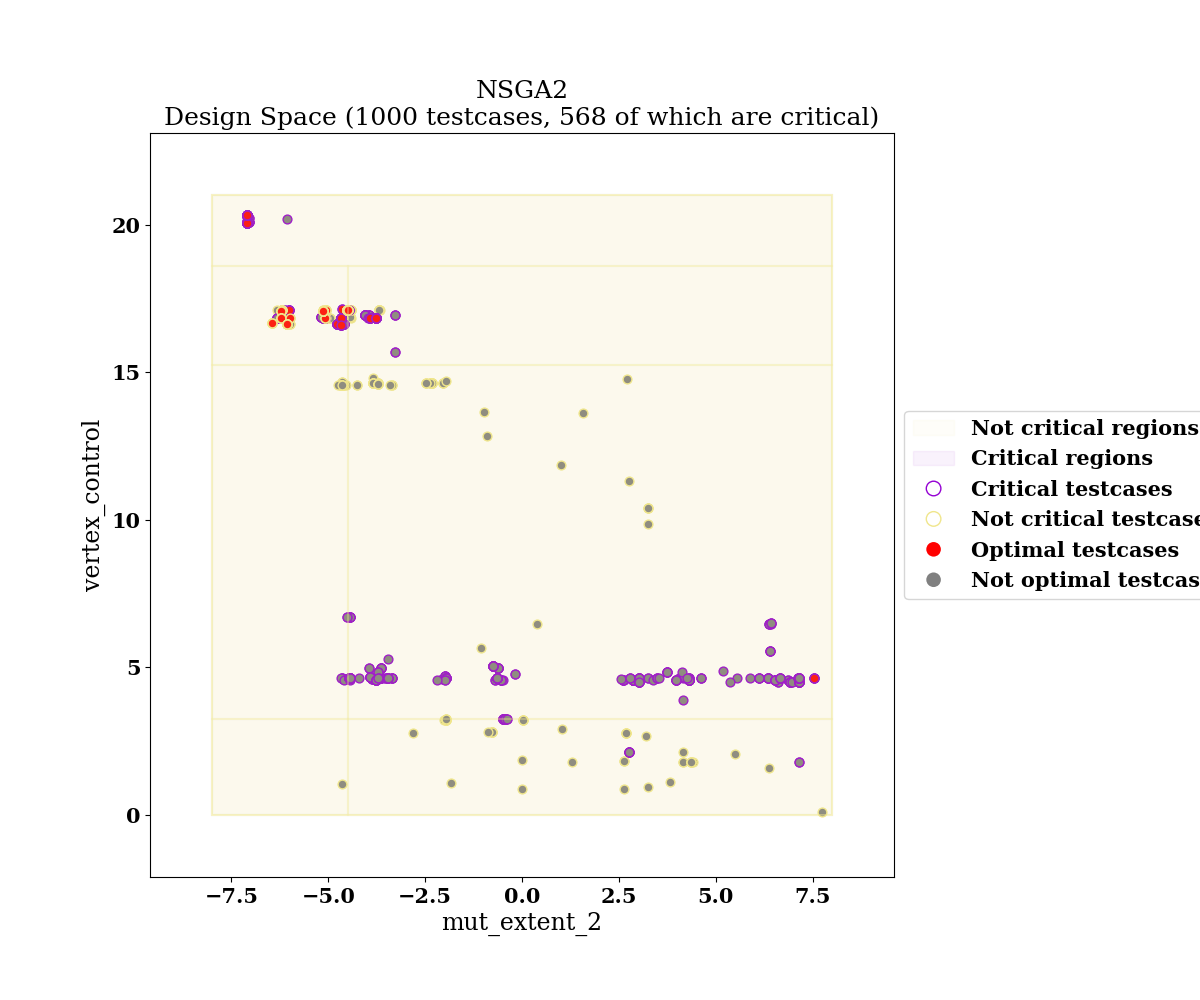 NSGA2
Design Space (1000 testcases, 568 of which are critical)
20
15
10
5
0
vertex_control
−7.5 −5.0 −2.5 0.0 2.5 5.0 7.5
mut_extent_2
Not critical regions
Critical regions
Critical testcases
Not critical testcase
Optimal testcases
Not optimal testcas